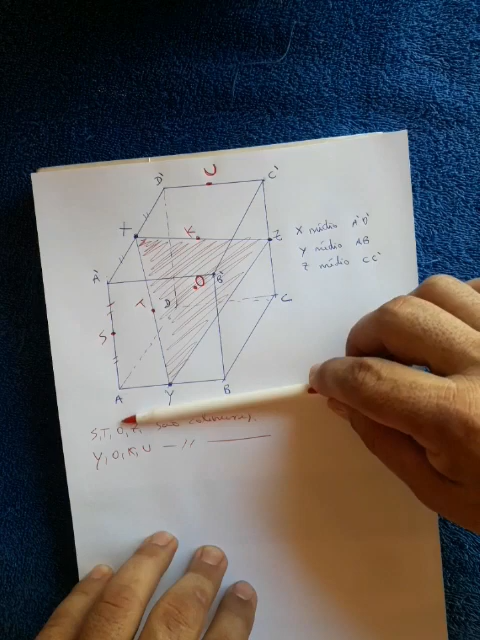 D' U C'
X K Z
X médio A'D'
Y médio AB
Z médio CC'
A' O B'
T D C
S
A Y B
S, T, O, são colineares.
Y, O, K, U — // —